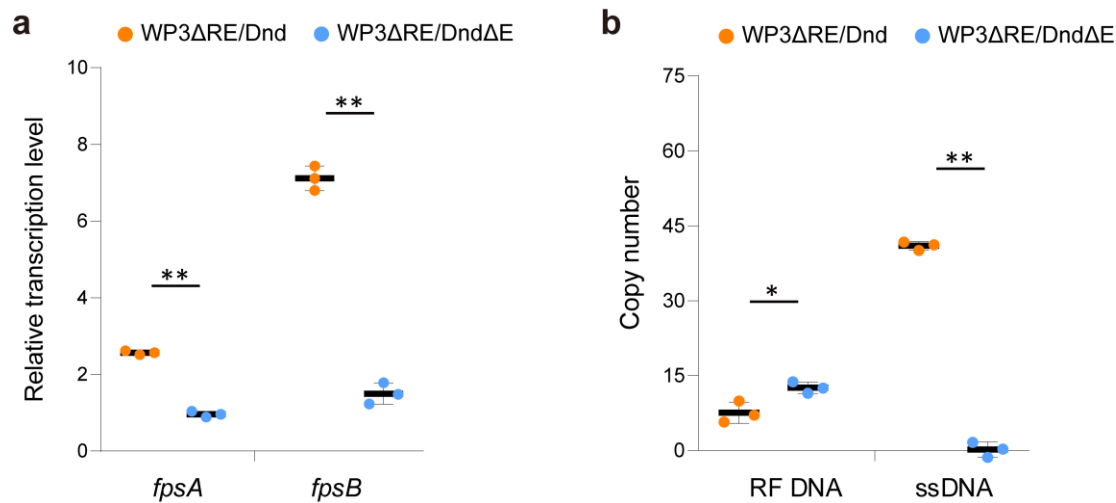 a
WP3ΔRE/Dnd WP3ΔRE/DndΔE
Relative transcription level
10
8
6
4
2
0
**
**
fpsA fpsB
b
WP3ΔRE/Dnd WP3ΔRE/DndΔE
Copy number
75
60
45
30
15
0
*
**
RF DNA ssDNA